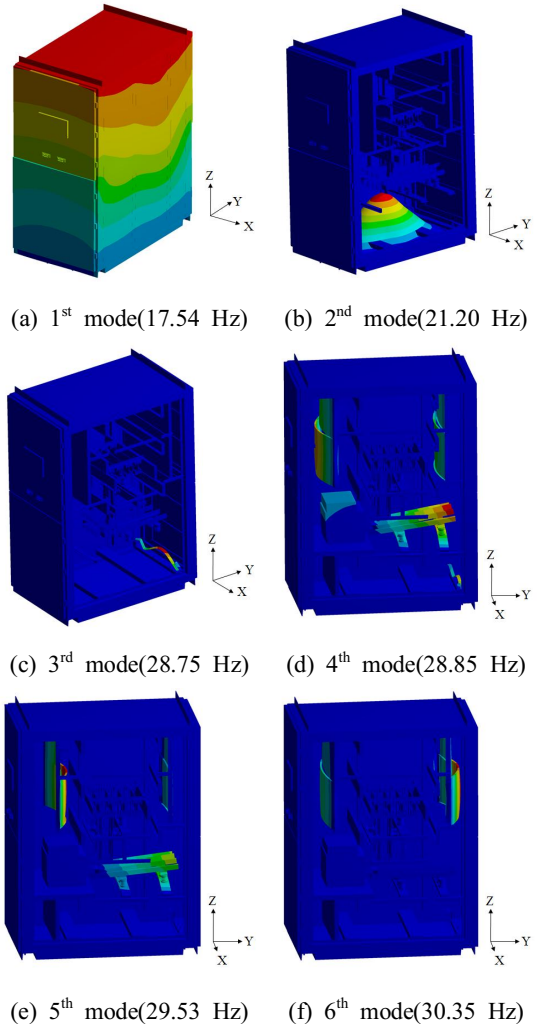 Z
Y
X
Z
Y
X
(a) 1st mode(17.54 Hz)
(b) 2nd mode(21.20 Hz)
Z
Y
X
Z
Y
X
(c) 3rd mode(28.75 Hz)
(d) 4th mode(28.85 Hz)
Z
Y
X
Z
Y
X
(e) 5th mode(29.53 Hz)
(f) 6th mode(30.35 Hz)